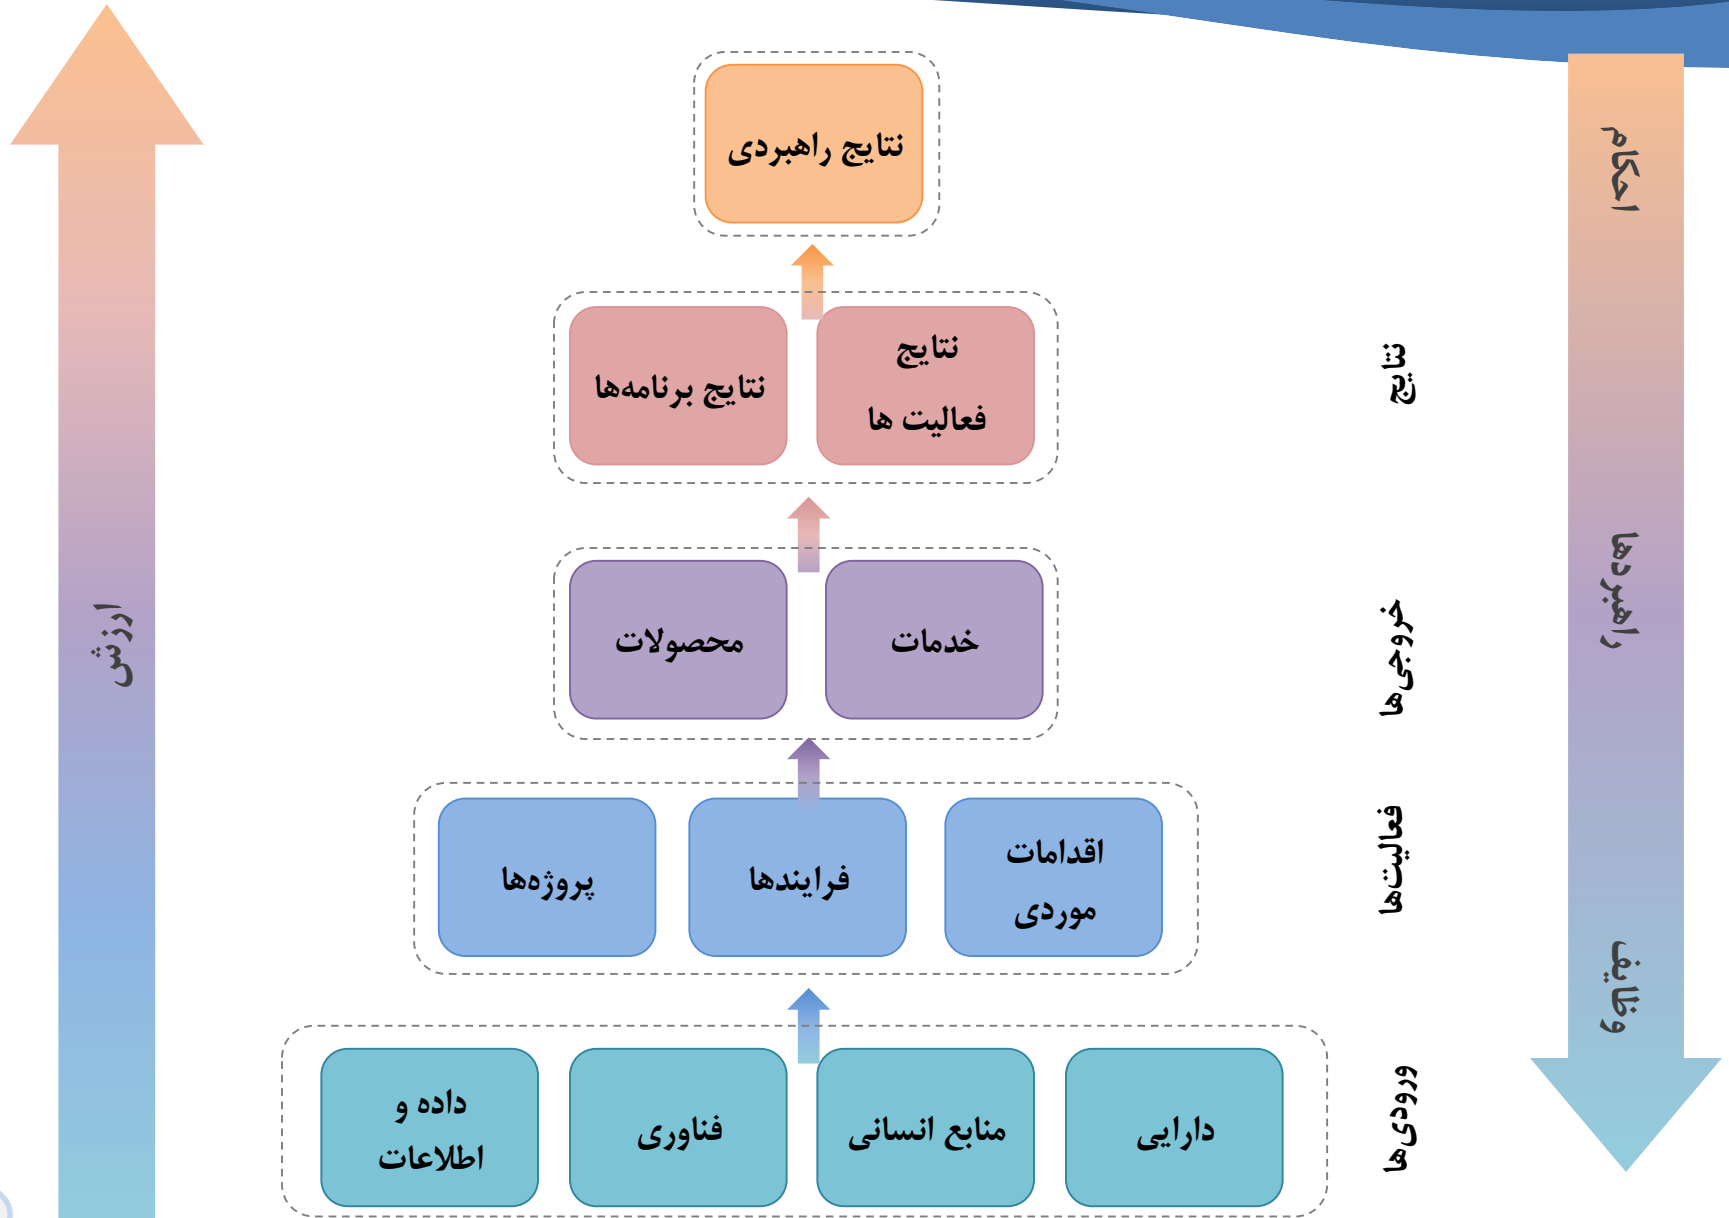 احکام
نتایج راهبردی
نتایج
نتایج
فعالیت ها
نتایج برنامه‌ها
راهبردها
ارزش
خروجی‌ها
خدمات
محصولات
فعالیت‌ها
اقدامات
موردی
فرایندها
پروژه‌ها
وظایف
ورودی‌ها
دارایی
منابع انسانی
فناوری
داده و
اطلاعات